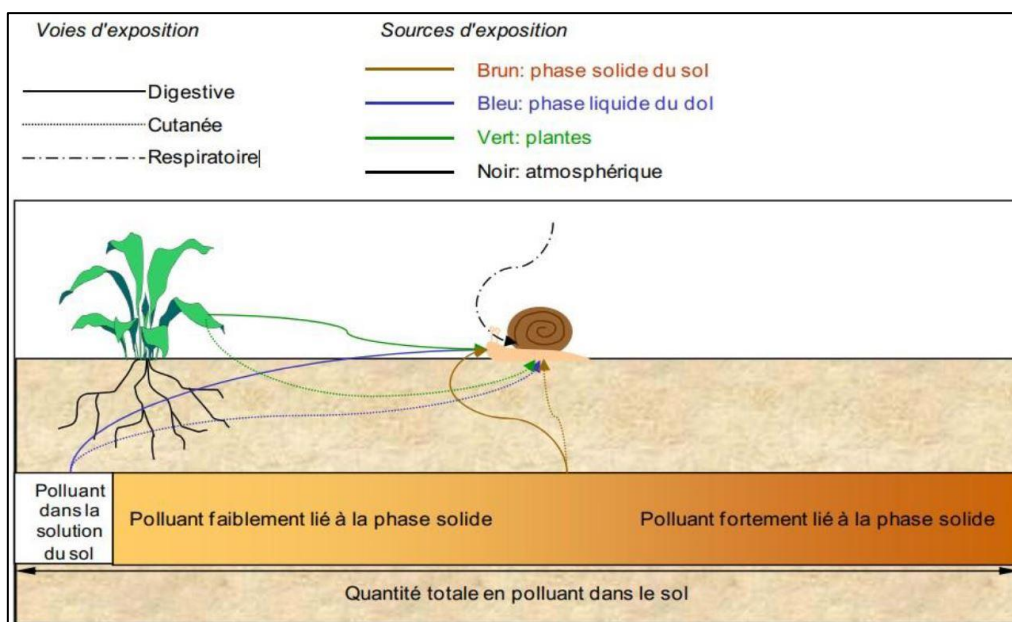 Voies d'exposition
Sources d'exposition
Digestive
Cutanée
Respiratoire
Brun: phase solide du sol
Bleu: phase liquide du dol
Vert: plantes
Noir: atmosphérique
Polluant
dans la
solution
du sol
Polluant faiblement lié à la phase solide
Polluant fortement lié à la phase solide
Quantité totale en polluant dans le sol